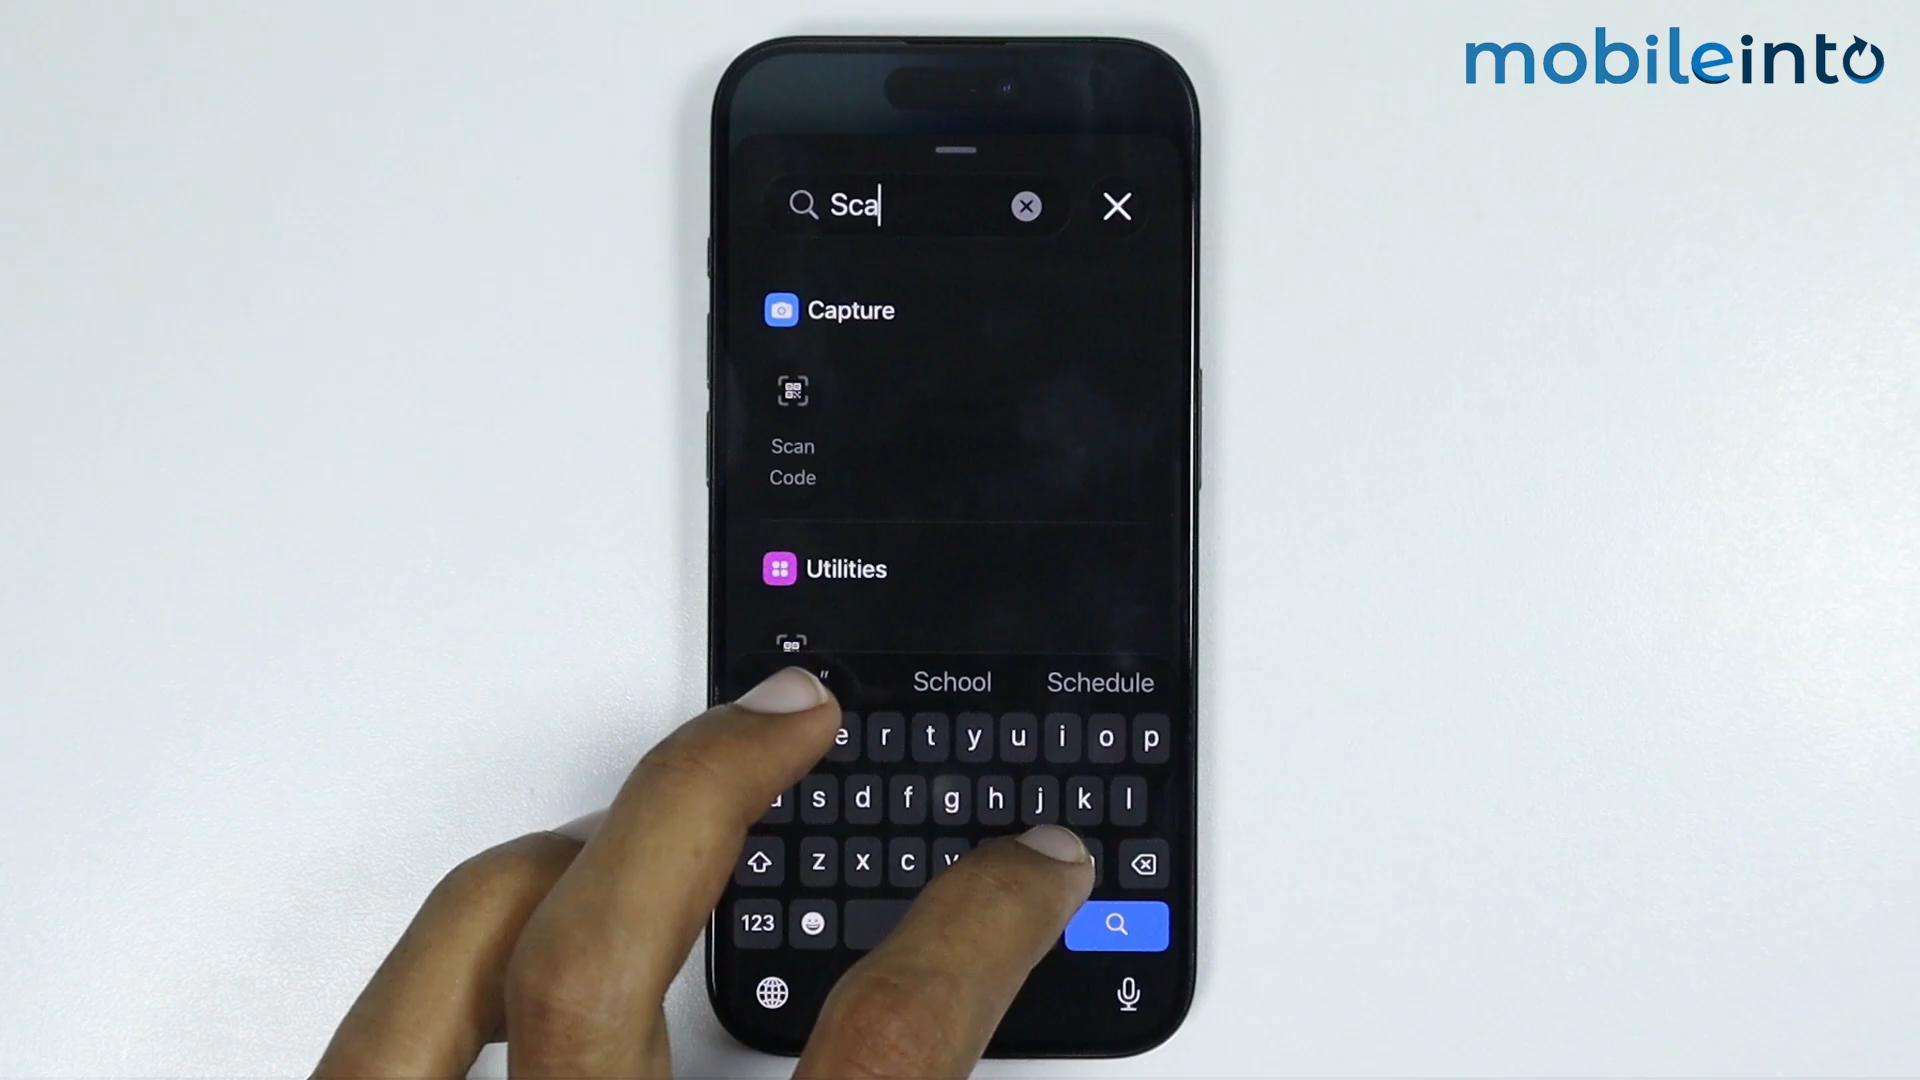 mobileinto
Sca
Capture
Scan
Code
Utilities
" School Schedule
e r t y u i o p
s d f g h j k l
z x c v
123